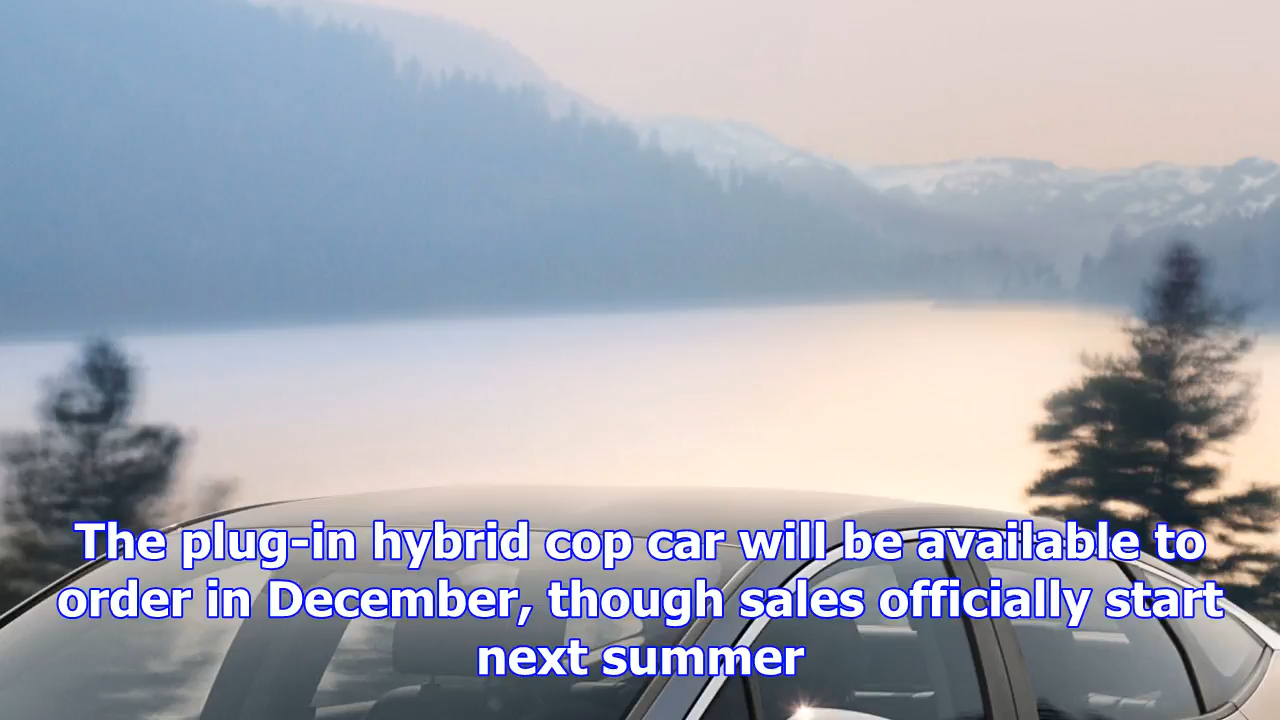 The plug-in hybrid cop car will be available to
order in December, though sales officially start
next summer